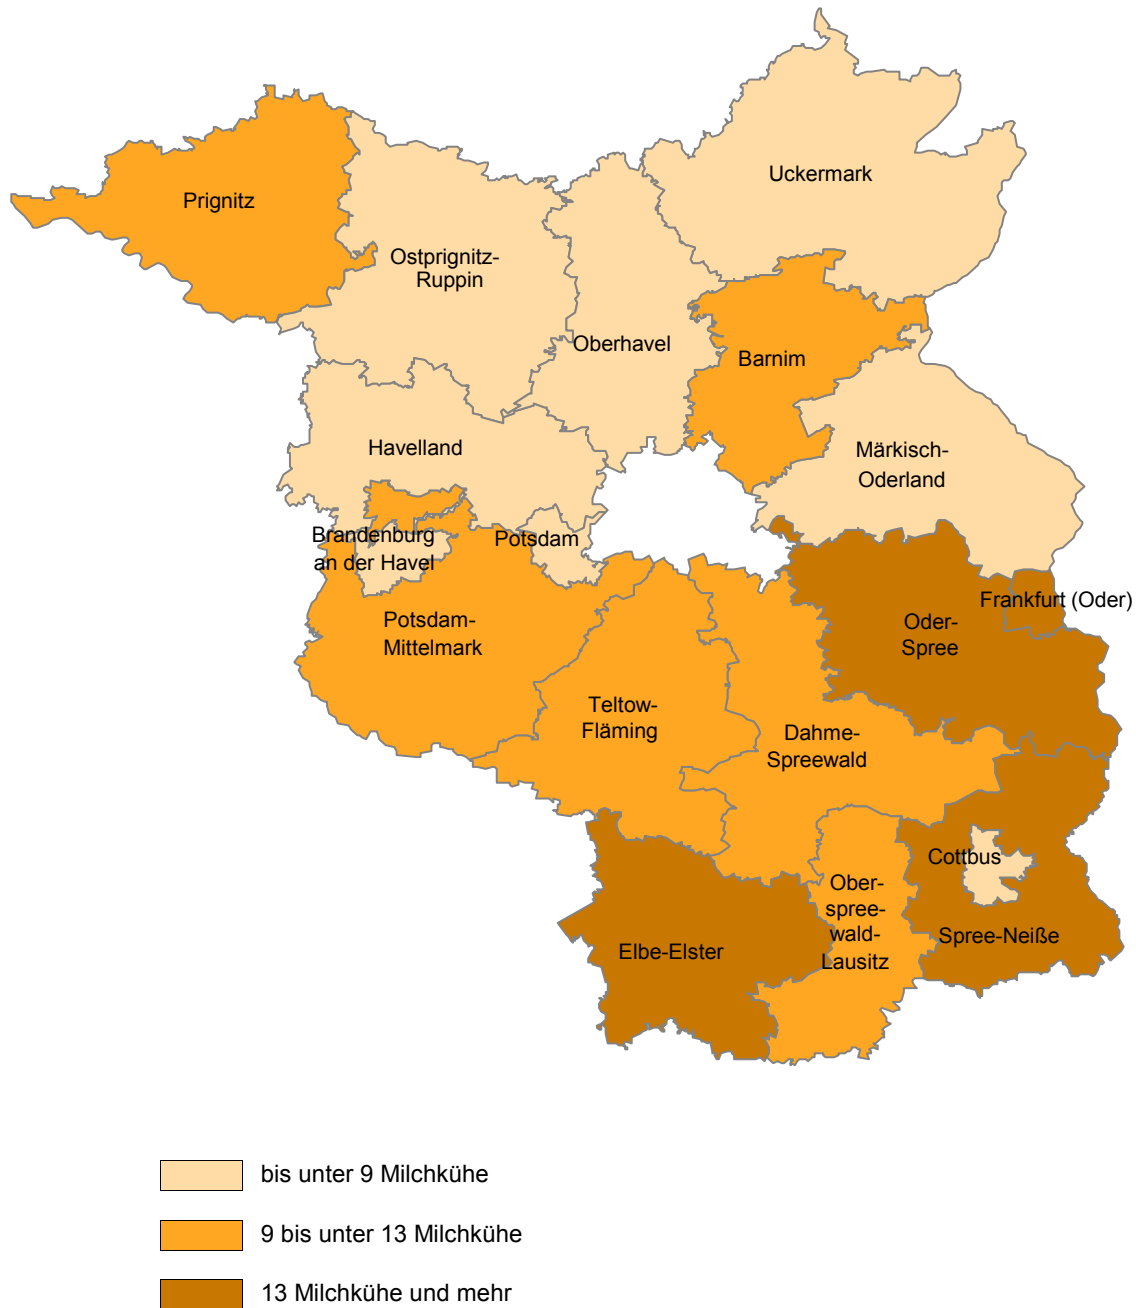 Uckermark
Prignitz
Ostprignitz-
Ruppin
Oberhavel
Barnim
Havelland
Märkisch-
Oderland
Brandenburg
an der Havel
Potsdam
Frankfurt (Oder)
Potsdam-
Mittelmark
Oder-
Spree
Teltow-
Fläming
Dahme-
Spreewald
Cottbus
Ober-
spree-
wald-
Lausitz
Spree-Neiße
Elbe-Elster
bis unter 9 Milchkühe
9 bis unter 13 Milchkühe
13 Milchkühe und mehr